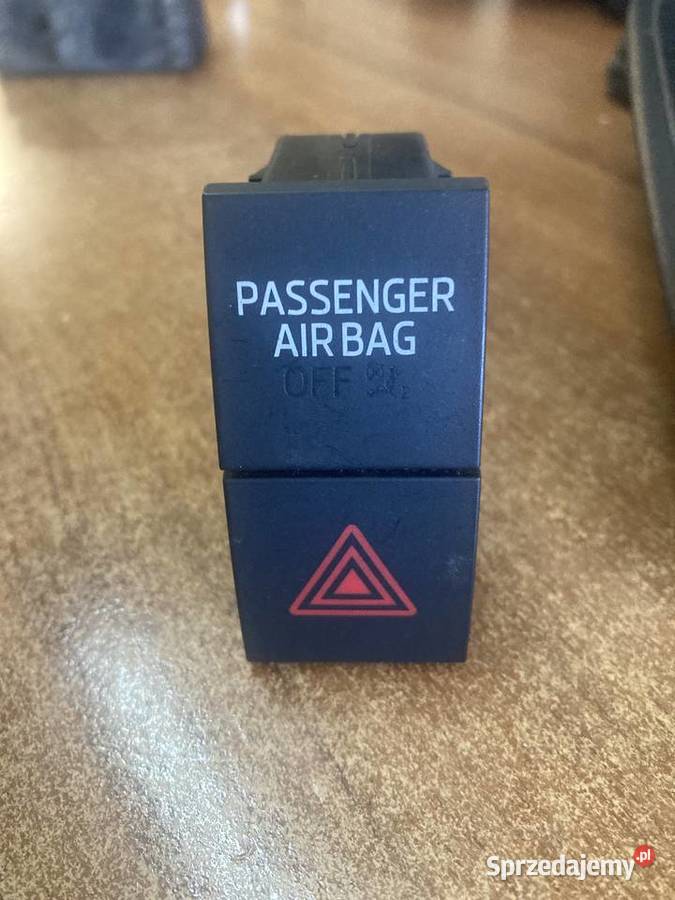 PASSENGER
AIR BAG
OFF
Sprzedajemy.pl